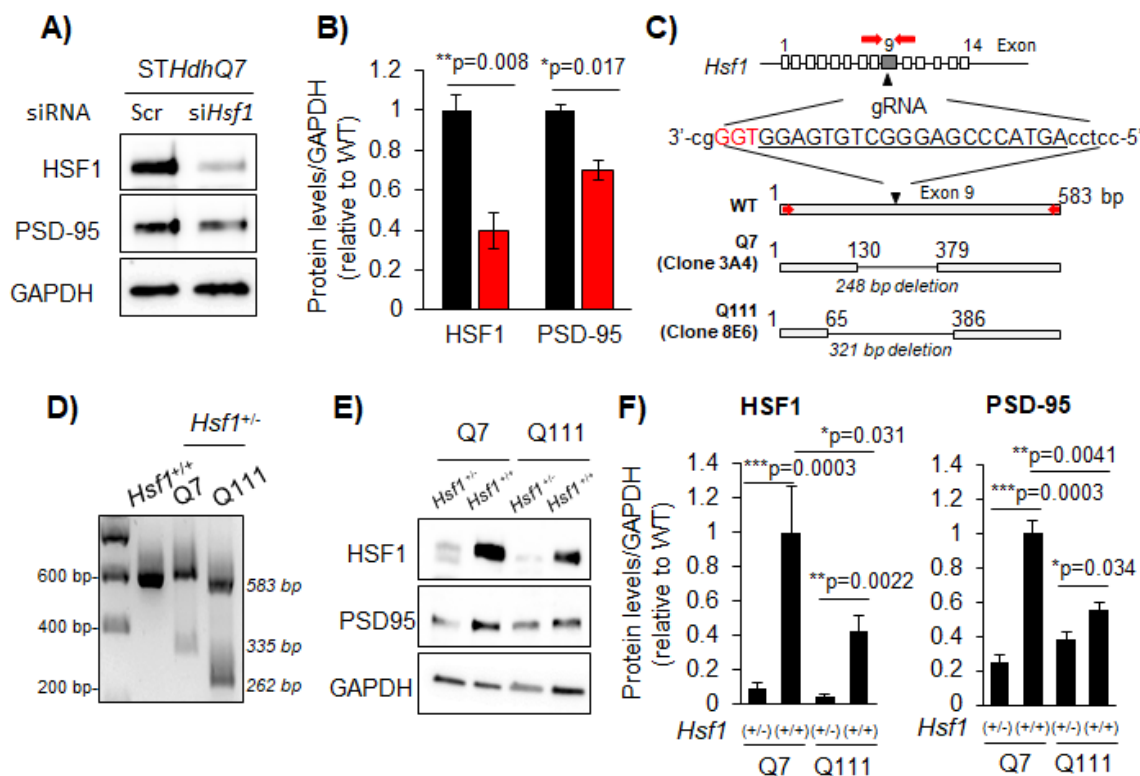 A)
STHdhQ7
siRNA Scr siHsf1
HSF1
PSD-95
GAPDH
B)
**p=0.008 *p=0.017
Protein levels/GAPDH
(relative to WT)
1.2
1
0.8
0.6
0.4
0.2
0
HSF1 PSD-95
C)
1 9 14 Exon
Hsf1
gRNA
3'-cgGGTGGAGTGTCGGGAGCCCATGAcctcc-5'
1 Exon 9 583 bp
WT
Q7
(Clone 3A4)
1 130 379
248 bp deletion
Q111
(Clone 8E6)
1 65 386
321 bp deletion
D)
Hsf1+/-
Hsf1+/+ Q7 Q111
600 bp-
400 bp-
200 bp-
583 bp
335 bp
262 bp
E)
Q7 Q111
Hsf1+/- Hsf1+/+ Hsf1+/- Hsf1+/+
HSF1
PSD95
GAPDH
F)
HSF1
*p=0.031
***p=0.0003
**p=0.0022
Protein levels/GAPDH
(relative to WT)
1.4
1.2
1
0.8
0.6
0.4
0.2
0
Hsf1 (+/-) (+/+) (+/-) (+/+)
Q7 Q111
PSD-95
**p=0.0041
***p=0.0003
*p=0.034
1.4
1.2
1
0.8
0.6
0.4
0.2
0
Hsf1 (+/-) (+/+) (+/-) (+/+)
Q7 Q111